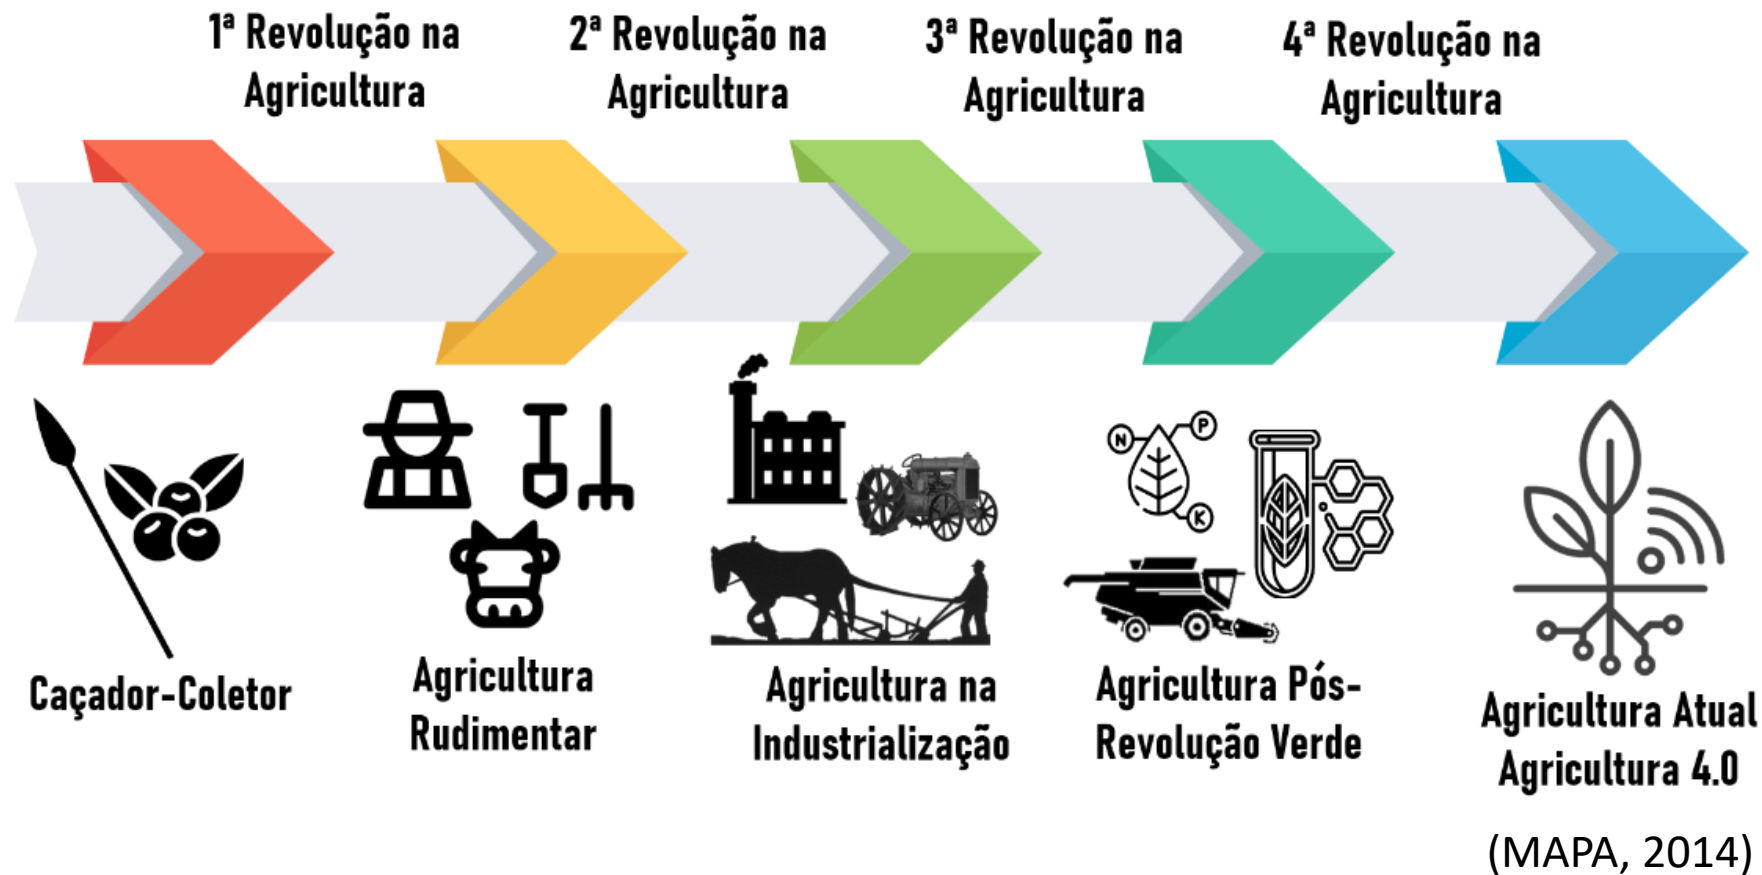 1ª Revolução na
Agricultura
2ª Revolução na
Agricultura
3ª Revolução na
Agricultura
4ª Revolução na
Agricultura
N
P
K
Caçador-Coletor
Agricultura
Rudimentar
Agricultura na
Industrialização
Agricultura Pós-
Revolução Verde
Agricultura Atual
Agricultura 4.0
(MAPA, 2014)